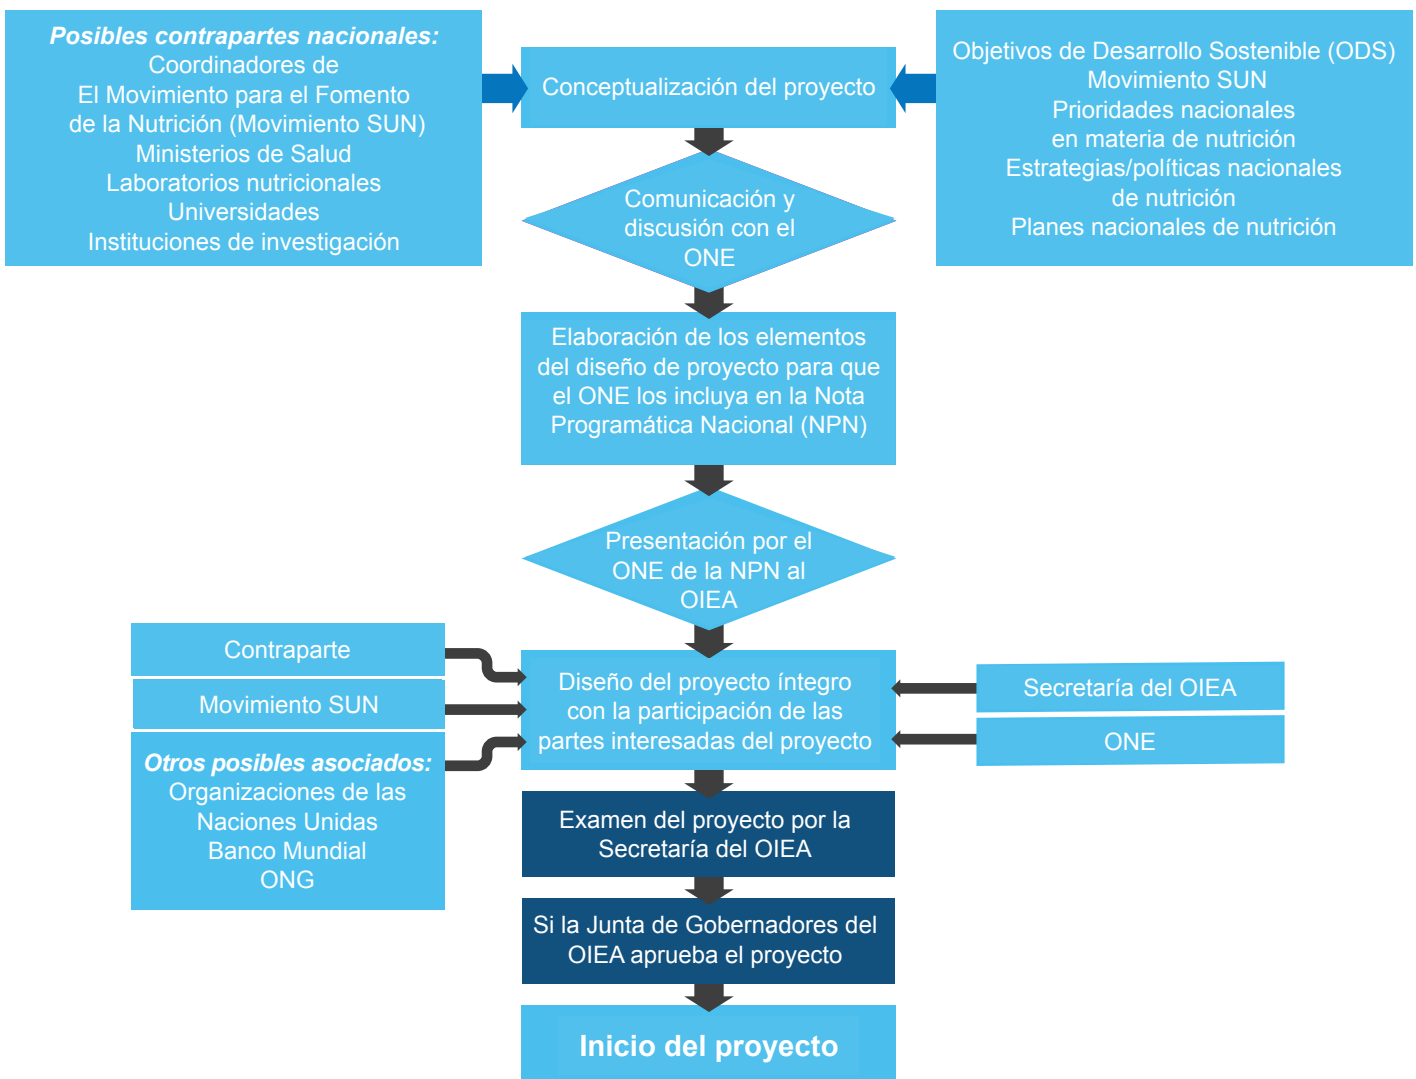 Posibles contrapartes nacionales:
Coordinadores de
El Movimiento para el Fomento
de la Nutrición (Movimiento SUN)
Ministerios de Salud
Laboratorios nutricionales
Universidades
Instituciones de investigación
Conceptualización del proyecto
Objetivos de Desarrollo Sostenible (ODS)
Movimiento SUN
Prioridades nacionales
en materia de nutrición
Estrategias/políticas nacionales
de nutrición
Planes nacionales de nutrición
Comunicación y
discusión con el
ONE
Elaboración de los elementos
del diseño de proyecto para que
el ONE los incluya en la Nota
Programática Nacional (NPN)
Presentación por el
ONE de la NPN al
OIEA
Contraparte
Movimiento SUN
Otros posibles asociados:
Organizaciones de las
Naciones Unidas
Banco Mundial
ONG
Diseño del proyecto íntegro
con la participación de las
partes interesadas del proyecto
Secretaría del OIEA
ONE
Examen del proyecto por la
Secretaría del OIEA
Si la Junta de Gobernadores del
OIEA aprueba el proyecto
Inicio del proyecto